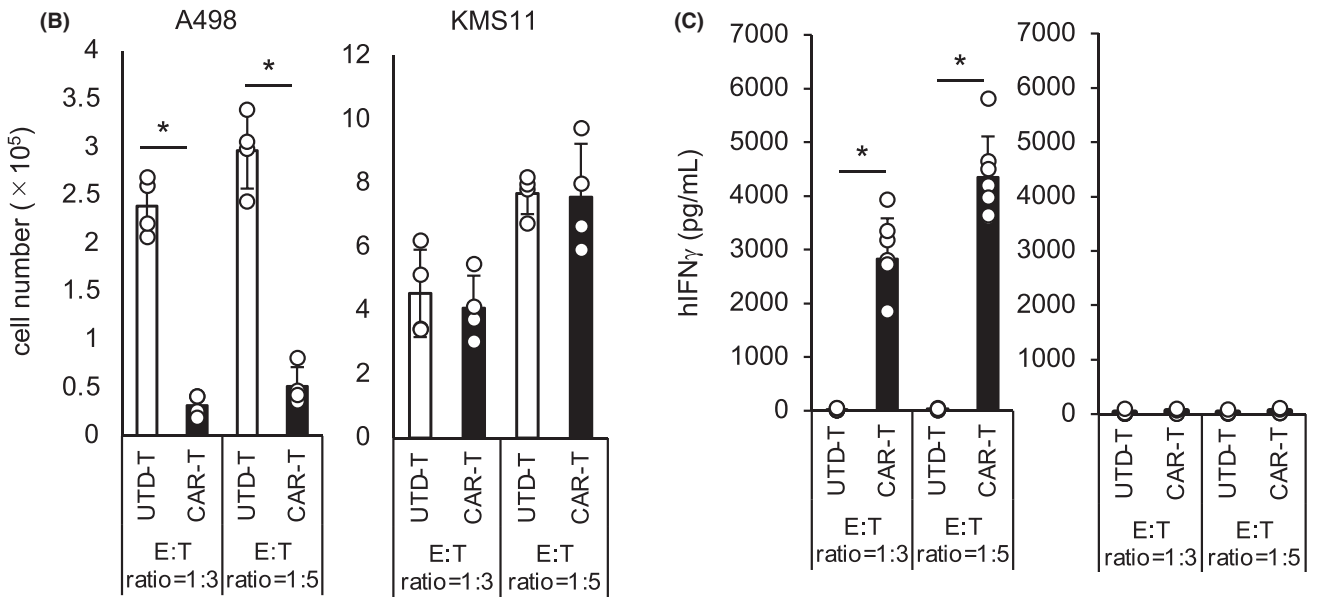 (B)
A498
cell number (× 10⁵)
4
3.5
3
2.5
2
1.5
1
0.5
0
*
*
UTD-T
CAR-T
UTD-T
CAR-T
E:T
ratio=1:3
E:T
ratio=1:5
KMS11
12
10
8
6
4
2
0
UTD-T
CAR-T
UTD-T
CAR-T
E:T
ratio=1:3
E:T
ratio=1:5
(C)
hIFNγ (pg/mL)
7000
6000
5000
4000
3000
2000
1000
0
*
*
UTD-T
CAR-T
UTD-T
CAR-T
E:T
ratio=1:3
E:T
ratio=1:5
7000
6000
5000
4000
3000
2000
1000
0
UTD-T
CAR-T
UTD-T
CAR-T
E:T
ratio=1:3
E:T
ratio=1:5